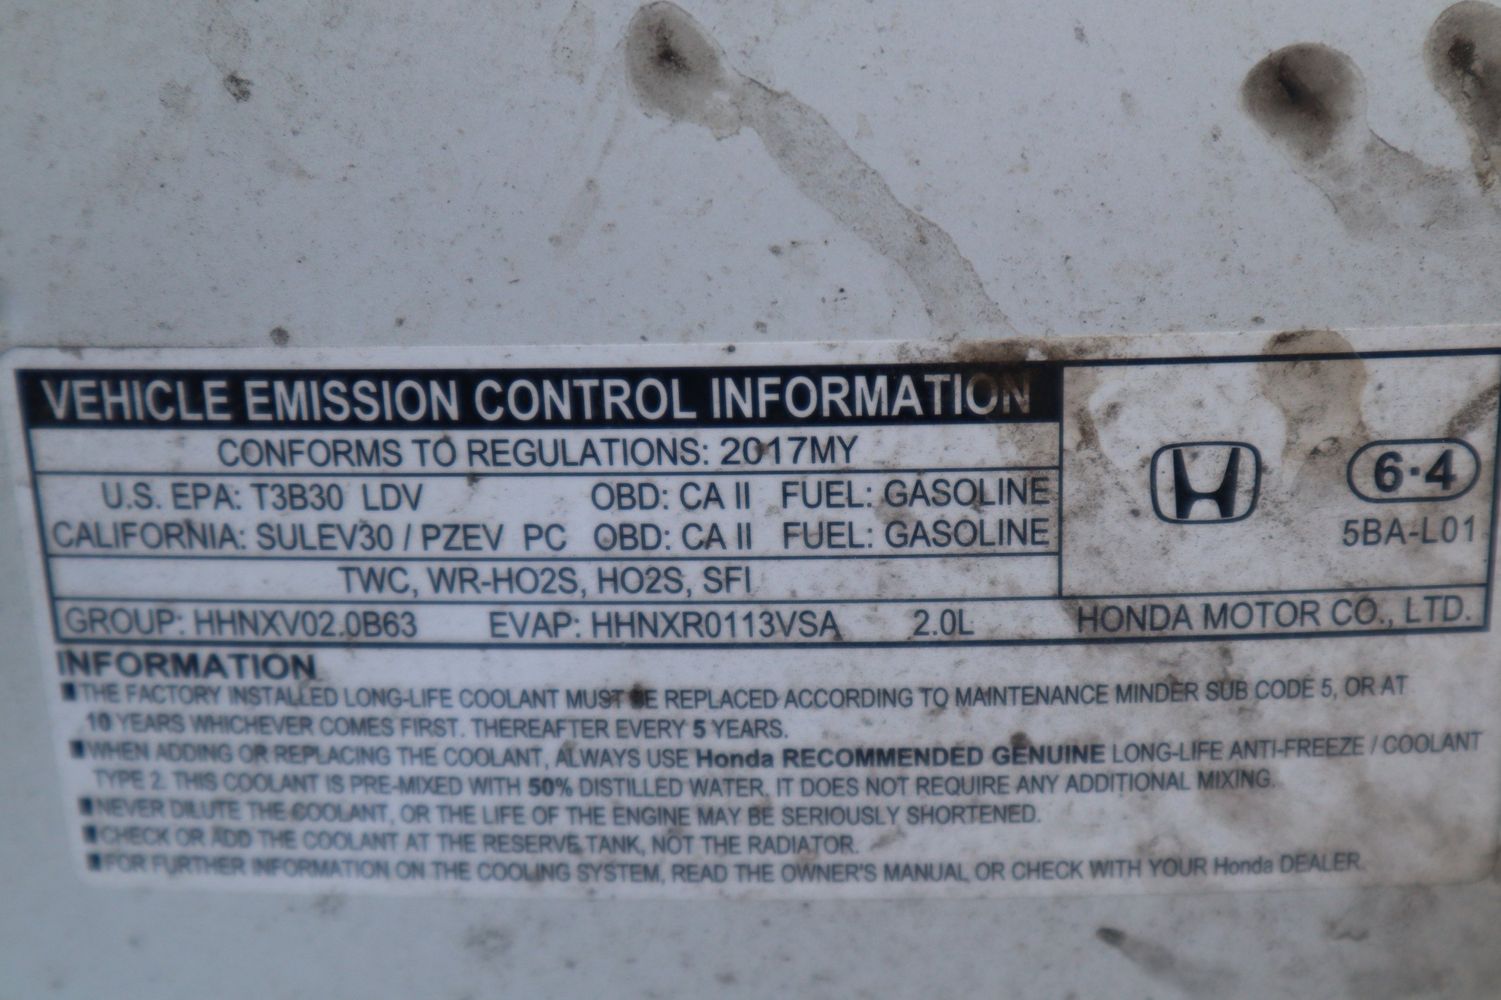 VEHICLE EMISSION CONTROL INFORMATION
CONFORMS TO REGULATIONS: 2017MY
U.S. EPA: T3B30 LDV OBD: CA II FUEL: GASOLINE
CALIFORNIA: SULEV30 / PZEV PC OBD: CA II FUEL: GASOLINE
6·4
5BA-L01
TWC, WR-HO2S, HO2S, SFI
GROUP: HHNXV02.0B63 EVAP: HHNXR0113VSA 2.0L HONDA MOTOR CO., LTD.
INFORMATION
■THE FACTORY INSTALLED LONG-LIFE COOLANT MUST BE REPLACED ACCORDING TO MAINTENANCE MINDER SUB CODE 5, OR AT
10 YEARS WHICHEVER COMES FIRST. THEREAFTER EVERY 5 YEARS.
■WHEN ADDING OR REPLACING THE COOLANT, ALWAYS USE Honda RECOMMENDED GENUINE LONG-LIFE ANTI-FREEZE / COOLANT
TYPE 2. THIS COOLANT IS PRE-MIXED WITH 50% DISTILLED WATER. IT DOES NOT REQUIRE ANY ADDITIONAL MIXING.
■NEVER DILUTE THE COOLANT, OR THE LIFE OF THE ENGINE MAY BE SERIOUSLY SHORTENED.
■CHECK OR ADD THE COOLANT AT THE RESERVE TANK, NOT THE RADIATOR.
■FOR FURTHER INFORMATION ON THE COOLING SYSTEM, READ THE OWNER'S MANUAL OR CHECK WITH YOUR Honda DEALER.